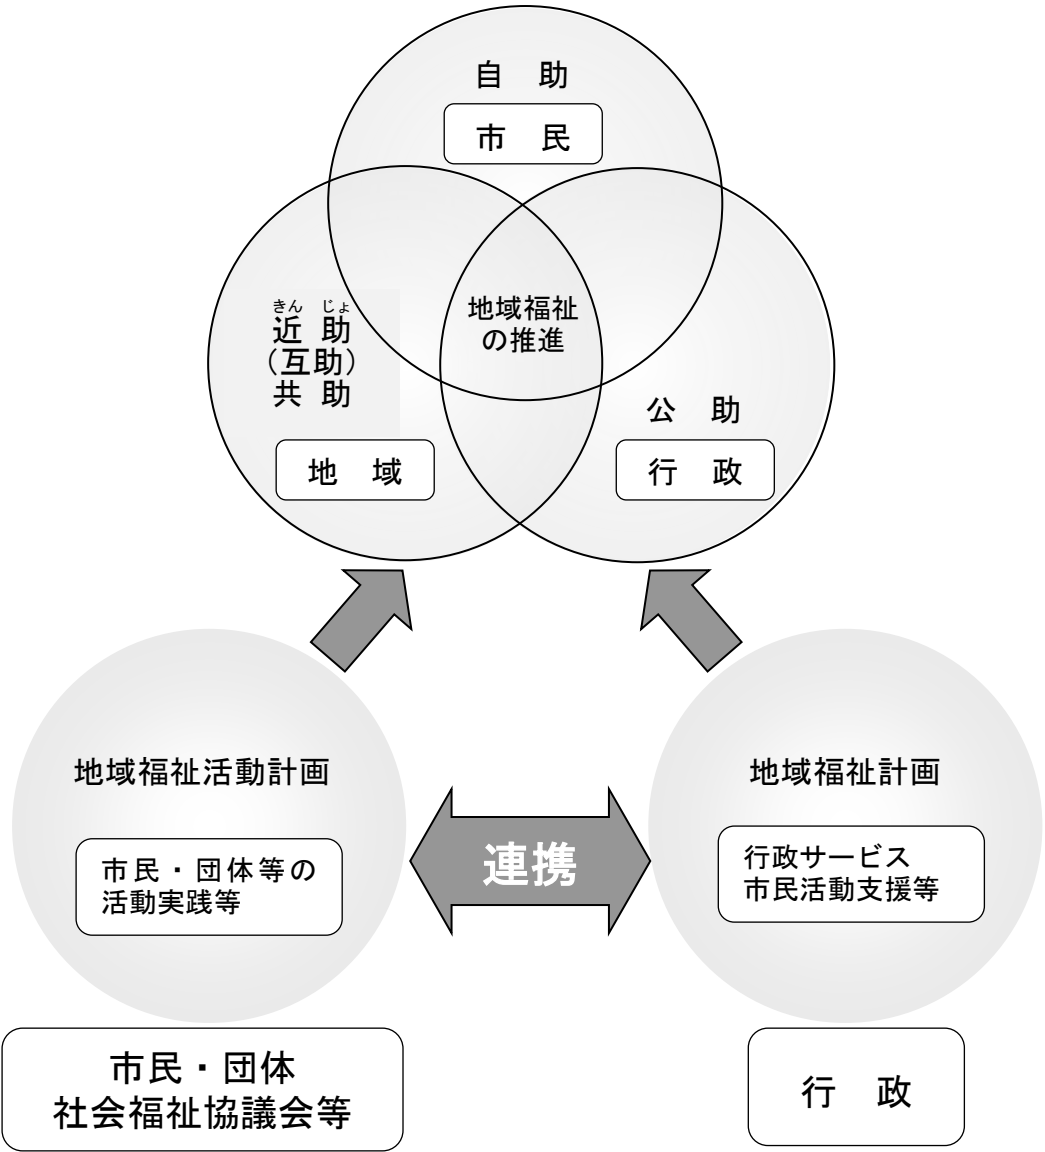 自　助
市　民
きん　じょ
近　助
（互助）
共　助
地　域
地域福祉
の推進
公　助
行　政
地域福祉活動計画
市民・団体等の
活動実践等
連携
地域福祉計画
行政サービス
市民活動支援等
市民・団体
社会福祉協議会等
行　政